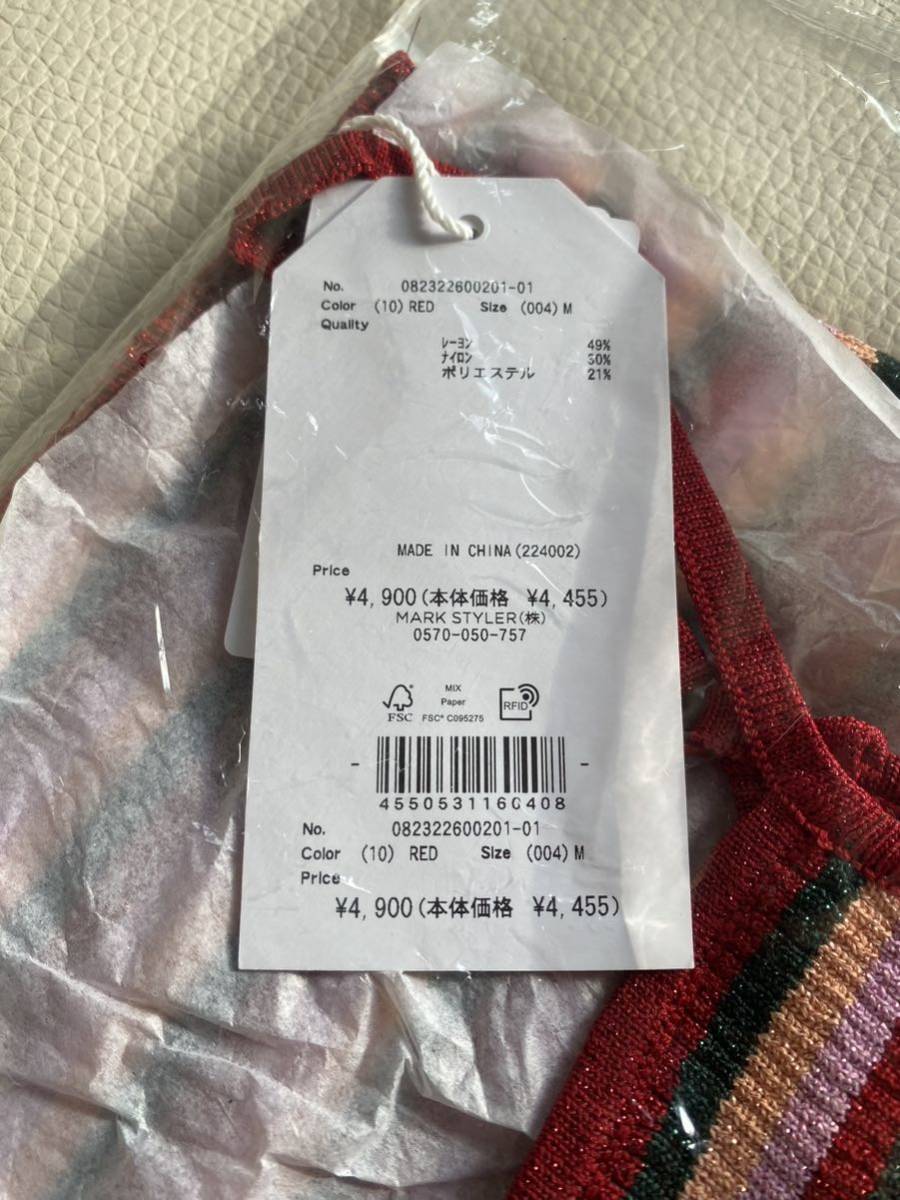 No. 082322600201-01
Color (10) RED Size (004) M
Quality
レーヨン 49%
ナイロン 30%
ポリエステル 21%
MADE IN CHINA (224002)
Price
¥4,900(本体価格 ¥4,455)
MARK STYLER(株)
0570-050-757
FSC
MIX
Paper
FSC® C095275
RFID
4550531160408
No. 082322600201-01
Color (10) RED Size (004) M
Price
¥4,900(本体価格 ¥4,455)